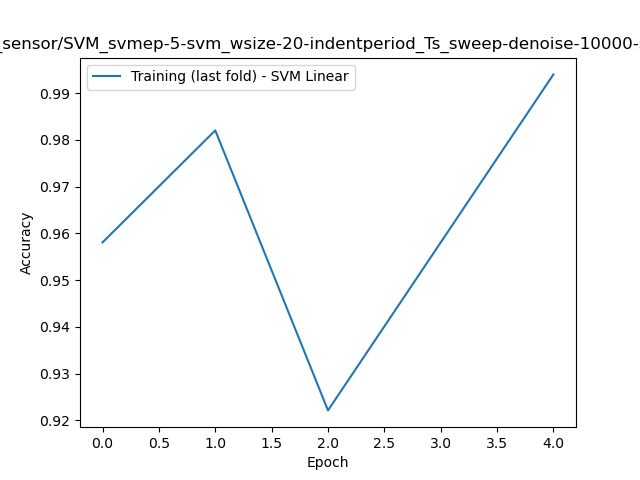 _sensor/SVM_svmep-5-svm_wsize-20-indentperiod_Ts_sweep-denoise-10000-
Training (last fold) - SVM Linear
0.99
0.98
0.97
0.96
0.95
0.94
0.93
0.92
Accuracy
0.0 0.5 1.0 1.5 2.0 2.5 3.0 3.5 4.0
Epoch